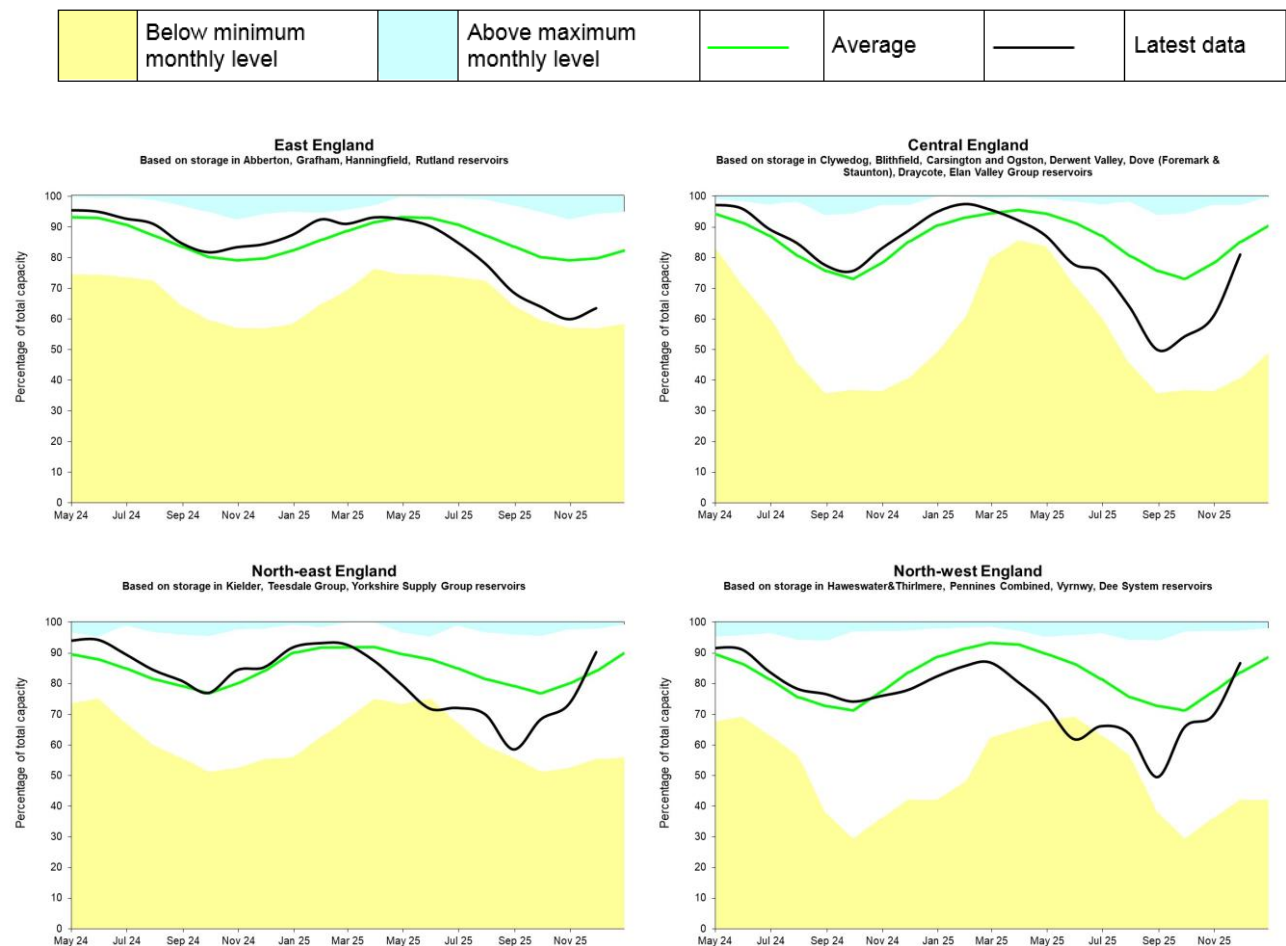 Below minimum
monthly level
Above maximum
monthly level
Average
Latest data
East England
Based on storage in Abberton, Grafham, Hanningfield, Rutland reservoirs
Percentage of total capacity
100
90
80
70
60
50
40
30
20
10
0
May 24 Jul 24 Sep 24 Nov 24 Jan 25 Mar 25 May 25 Jul 25 Sep 25 Nov 25
Central England
Based on storage in Clywedog, Blithfield, Carsington and Ogston, Derwent Valley, Dove (Foremark &
Staunton), Draycote, Elan Valley Group reservoirs
Percentage of total capacity
100
90
80
70
60
50
40
30
20
10
0
May 24 Jul 24 Sep 24 Nov 24 Jan 25 Mar 25 May 25 Jul 25 Sep 25 Nov 25
North-east England
Based on storage in Kielder, Teesdale Group, Yorkshire Supply Group reservoirs
Percentage of total capacity
100
90
80
70
60
50
40
30
20
10
0
May 24 Jul 24 Sep 24 Nov 24 Jan 25 Mar 25 May 25 Jul 25 Sep 25 Nov 25
North-west England
Based on storage in Haweswater&Thirlmere, Pennines Combined, Vyrnwy, Dee System reservoirs
Percentage of total capacity
100
90
80
70
60
50
40
30
20
10
0
May 24 Jul 24 Sep 24 Nov 24 Jan 25 Mar 25 May 25 Jul 25 Sep 25 Nov 25